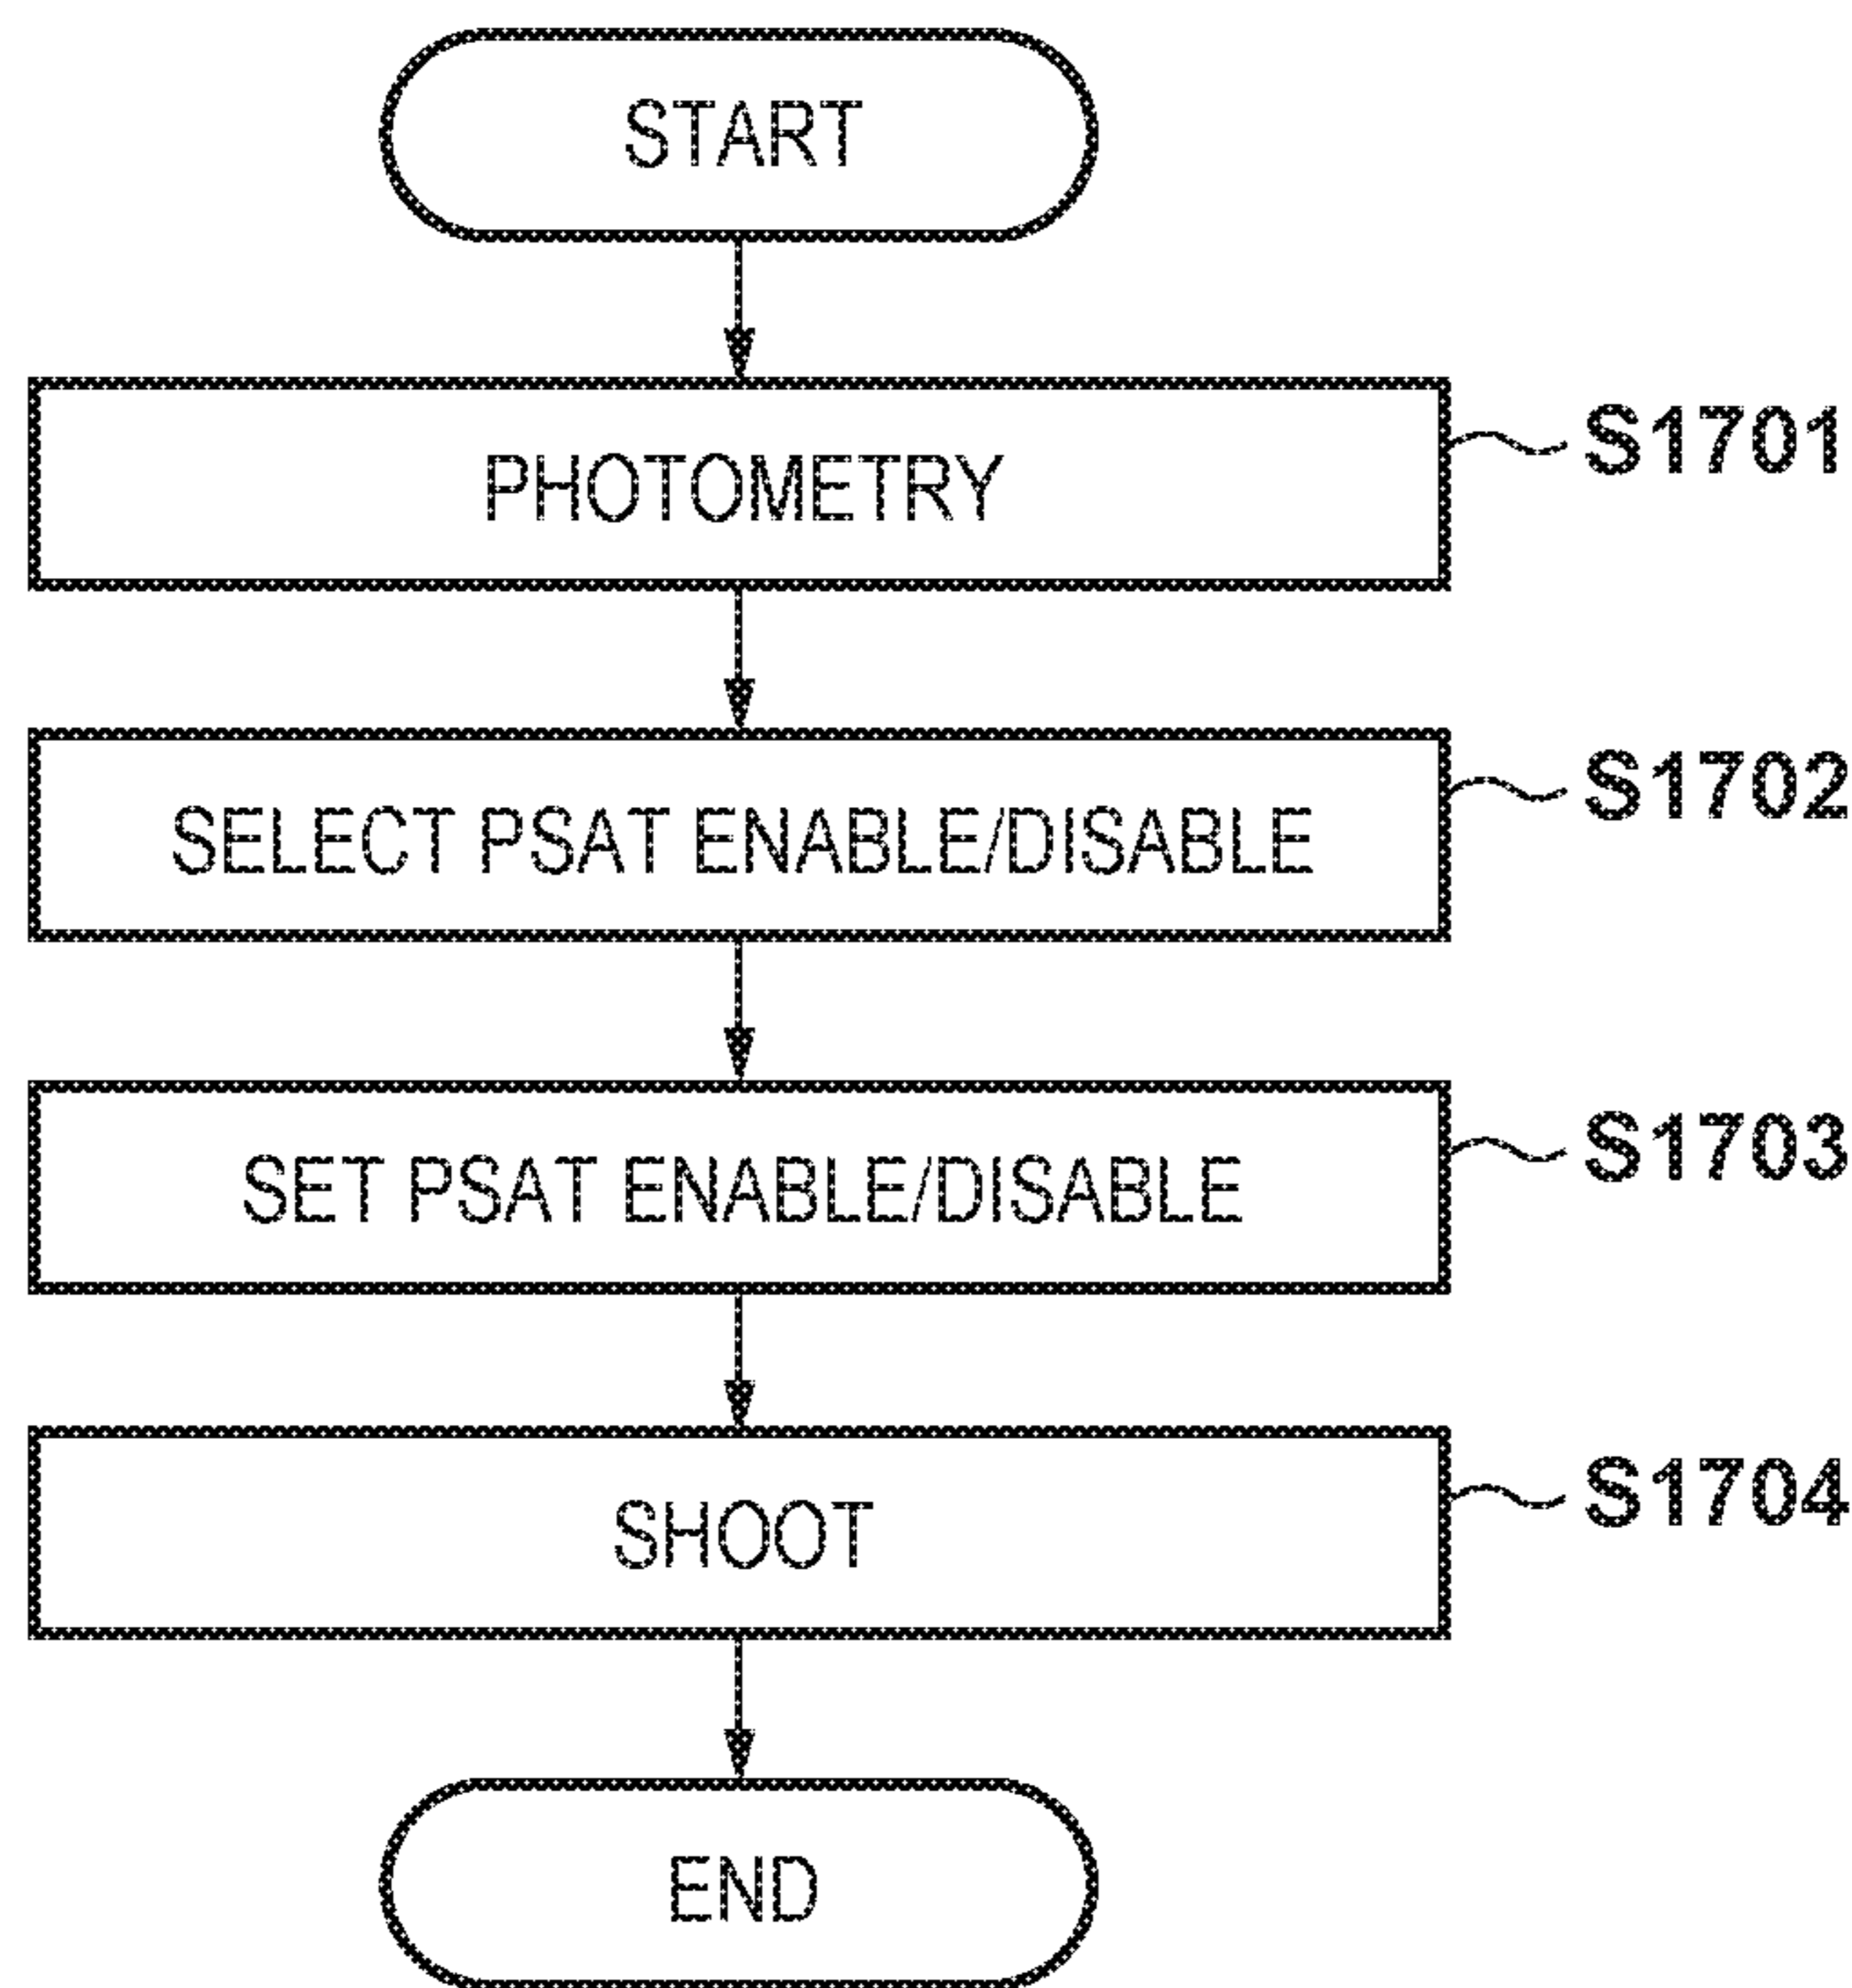 START
PHOTOMETRY
S1701
SELECT PSAT ENABLE/DISABLE
S1702
SET PSAT ENABLE/DISABLE
S1703
SHOOT
S1704
END